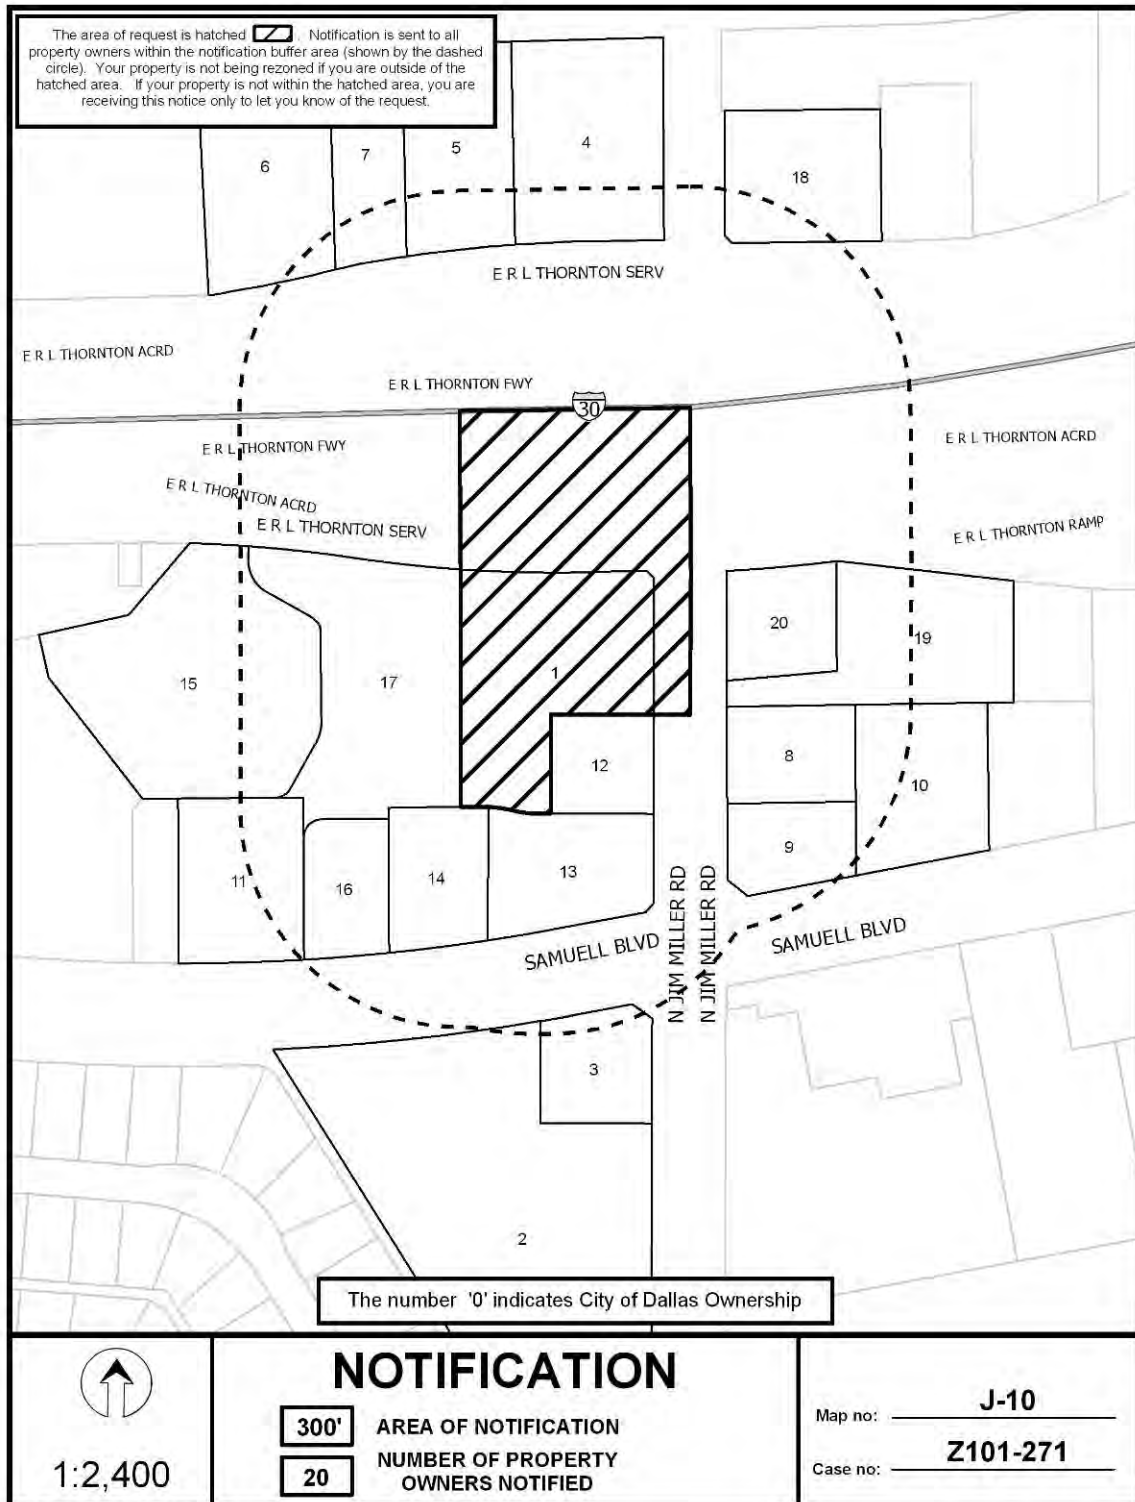 The area of request is hatched . Notification is sent to all
property owners within the notification buffer area (shown by the dashed
circle). Your property is not being rezoned if you are outside of the
hatched area. If your property is not within the hatched area, you are
receiving this notice only to let you know of the request.
6
7
5
4
18
E R L THORNTON SERV
E R L THORNTON ACRD
E R L THORNTON FWY
30
E R L THORNTON FWY
E R L THORNTON ACRD
E R L THORNTON ACRD
E R L THORNTON SERV
E R L THORNTON RAMP
20
19
15
17
1
12
8
10
9
11
16
14
13
SAMUELL BLVD
N JIM MILLER RD
N JIM MILLER RD
SAMUELL BLVD
3
2
The number '0' indicates City of Dallas Ownership
1:2,400
NOTIFICATION
300' AREA OF NOTIFICATION
20 NUMBER OF PROPERTY
OWNERS NOTIFIED
Map no: J-10
Case no: Z101-271